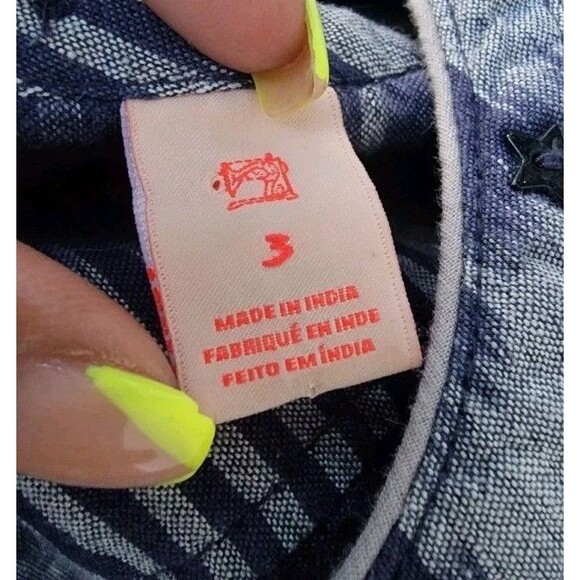 3
MADE IN INDIA
FABRIQUÉ EN INDE
FEITO EM ÍNDIA